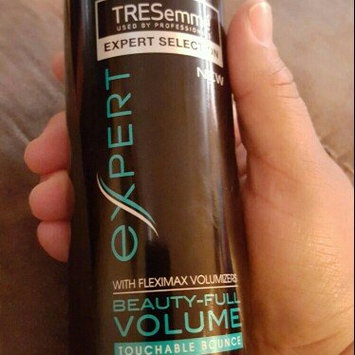 TRESemmé
USED BY PROFESSIONALS
EXPERT SELECTION
NEW
eXPERT
WITH FLEXIMAX VOLUMIZERS
BEAUTY-FULL
VOLUME
TOUCHABLE BOUNCE